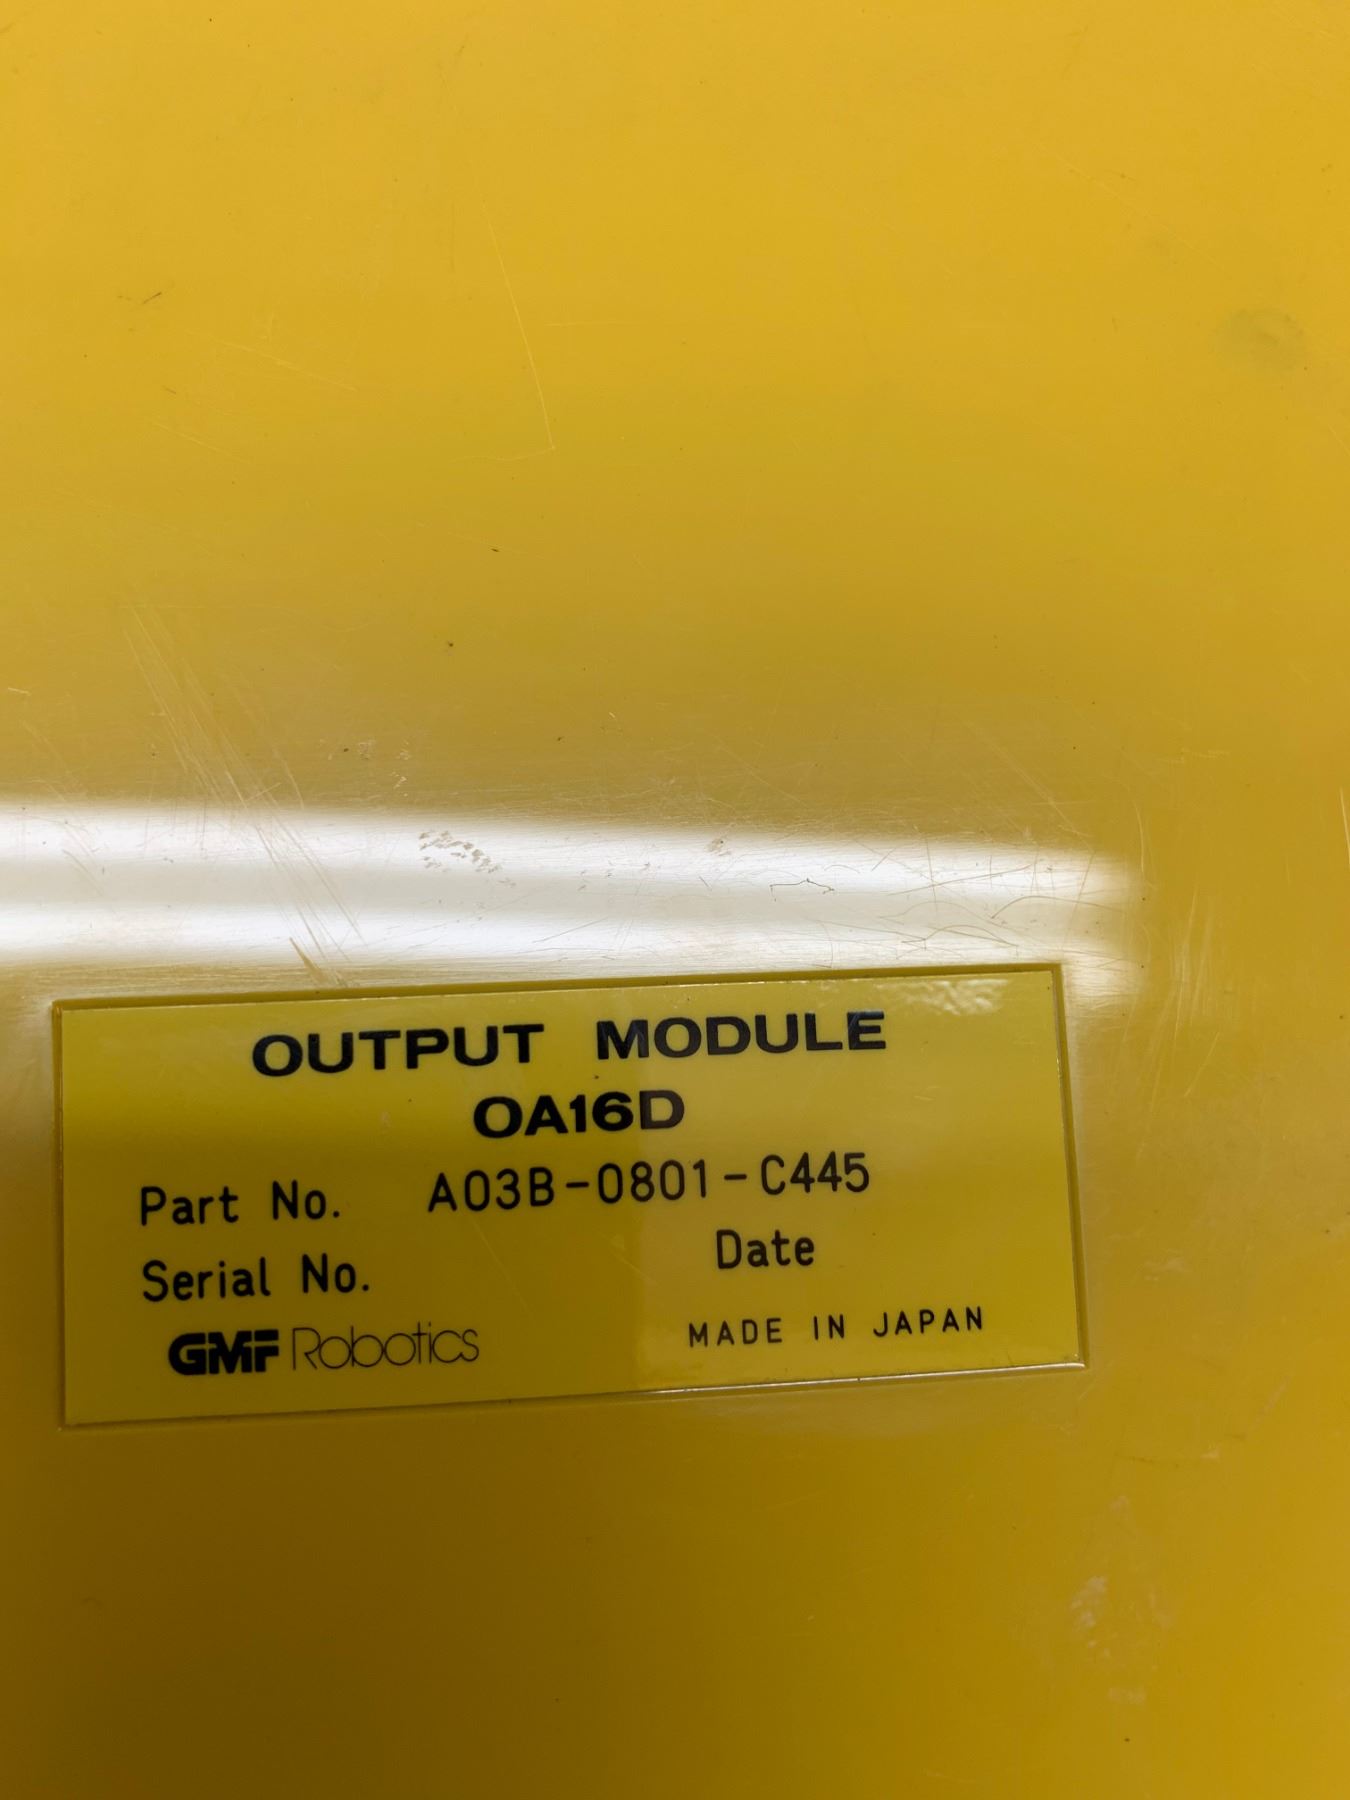 OUTPUT MODULE
OA16D
Part No. A03B-0801-C445
Serial No. Date
GMF Robotics MADE IN JAPAN